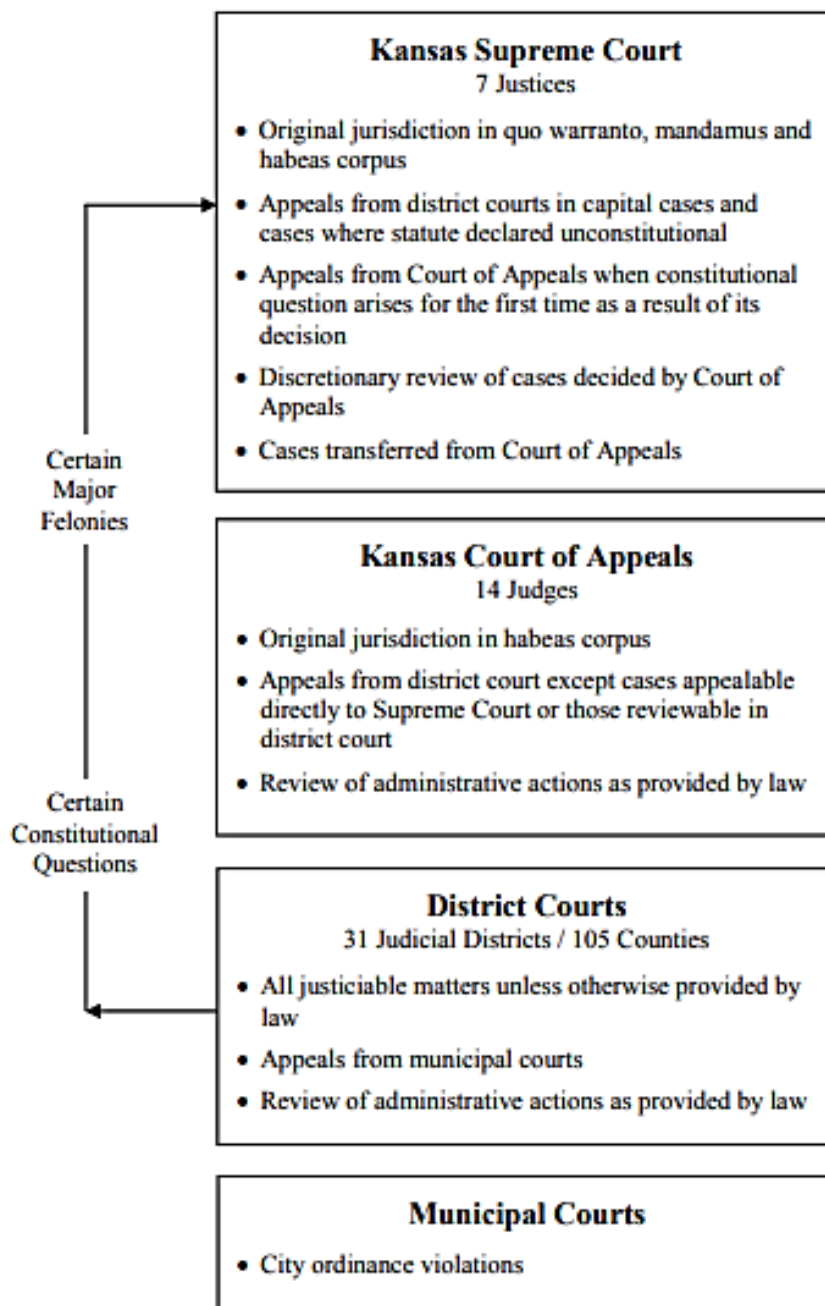 Kansas Supreme Court
7 Justices
• Original jurisdiction in quo warranto, mandamus and
habeas corpus
• Appeals from district courts in capital cases and
cases where statute declared unconstitutional
• Appeals from Court of Appeals when constitutional
question arises for the first time as a result of its
decision
• Discretionary review of cases decided by Court of
Appeals
• Cases transferred from Court of Appeals
Certain
Major
Felonies
Kansas Court of Appeals
14 Judges
• Original jurisdiction in habeas corpus
• Appeals from district court except cases appealable
directly to Supreme Court or those reviewable in
district court
• Review of administrative actions as provided by law
Certain
Constitutional
Questions
District Courts
31 Judicial Districts / 105 Counties
• All justiciable matters unless otherwise provided by
law
• Appeals from municipal courts
• Review of administrative actions as provided by law
Municipal Courts
• City ordinance violations